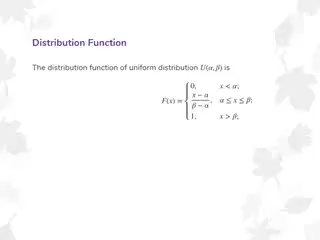 Distribution Function
The distribution function of uniform distribution U(α, β) is
F(x) = { 0, x < α;
(x − α)/(β − α), α ≤ x ≤ β;
1, x > β;